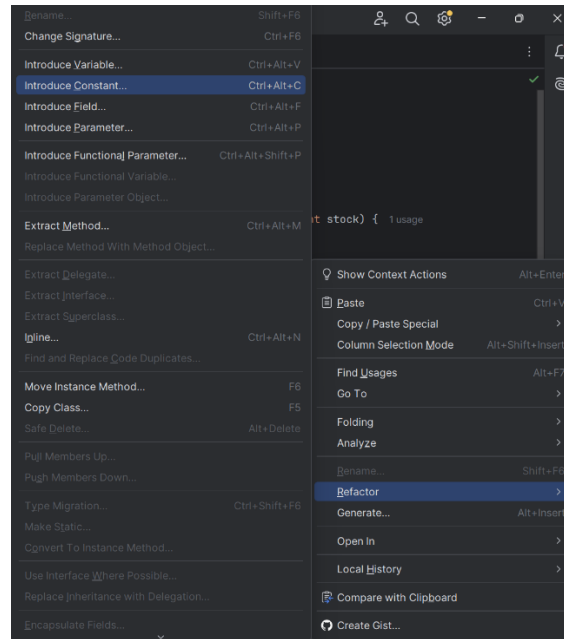 Rename... Shift+F6
Change Signature... Ctrl+F6
Introduce Variable... Ctrl+Alt+V
Introduce Constant... Ctrl+Alt+C
Introduce Field... Ctrl+Alt+F
Introduce Parameter... Ctrl+Alt+P
Introduce Functional Parameter... Ctrl+Alt+Shift+P
Introduce Functional Variable...
Introduce Parameter Object...
Extract Method... Ctrl+Alt+M
Replace Method With Method Object...
Extract Delegate...
Extract Interface...
Extract Superclass...
Inline... Ctrl+Alt+N
Find and Replace Code Duplicates...
Move Instance Method... F6
Copy Class... F5
Safe Delete... Alt+Delete
Pull Members Up...
Push Members Down...
Type Migration... Ctrl+Shift+F6
Make Static...
Convert To Instance Method...
Use Interface Where Possible...
Replace Inheritance with Delegation...
Encapsulate Fields...
t stock) { 1 usage
Show Context Actions Alt+Enter
Paste Ctrl+V
Copy / Paste Special
Column Selection Mode Alt+Shift+Insert
Find Usages Alt+F7
Go To
Folding
Analyze
Rename... Shift+F6
Refactor
Generate... Alt+Insert
Open In
Local History
Compare with Clipboard
Create Gist...